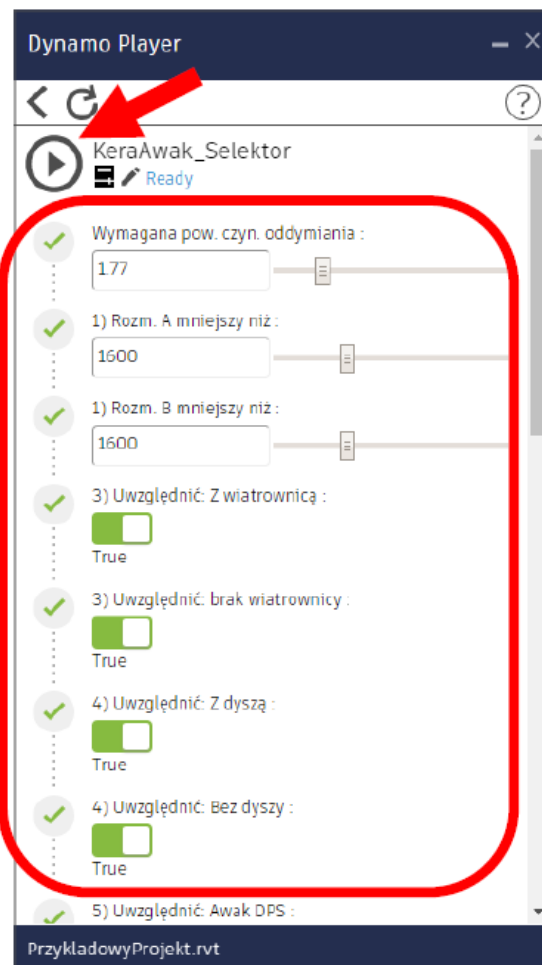 Dynamo Player
KeraAwak_Selektor
Ready
Wymagana pow. czyn. oddymiania :
1.77
1) Rozm. A mniejszy niż :
1600
1) Rozm. B mniejszy niż :
1600
3) Uwzględnić: Z wiatrownicą :
True
3) Uwzględnić: brak wiatrownicy :
True
4) Uwzględnić: Z dyszą :
True
4) Uwzględnić: Bez dyszy :
True
5) Uwzględnić: Awak DPS :
PrzykladowyProjekt.rvt